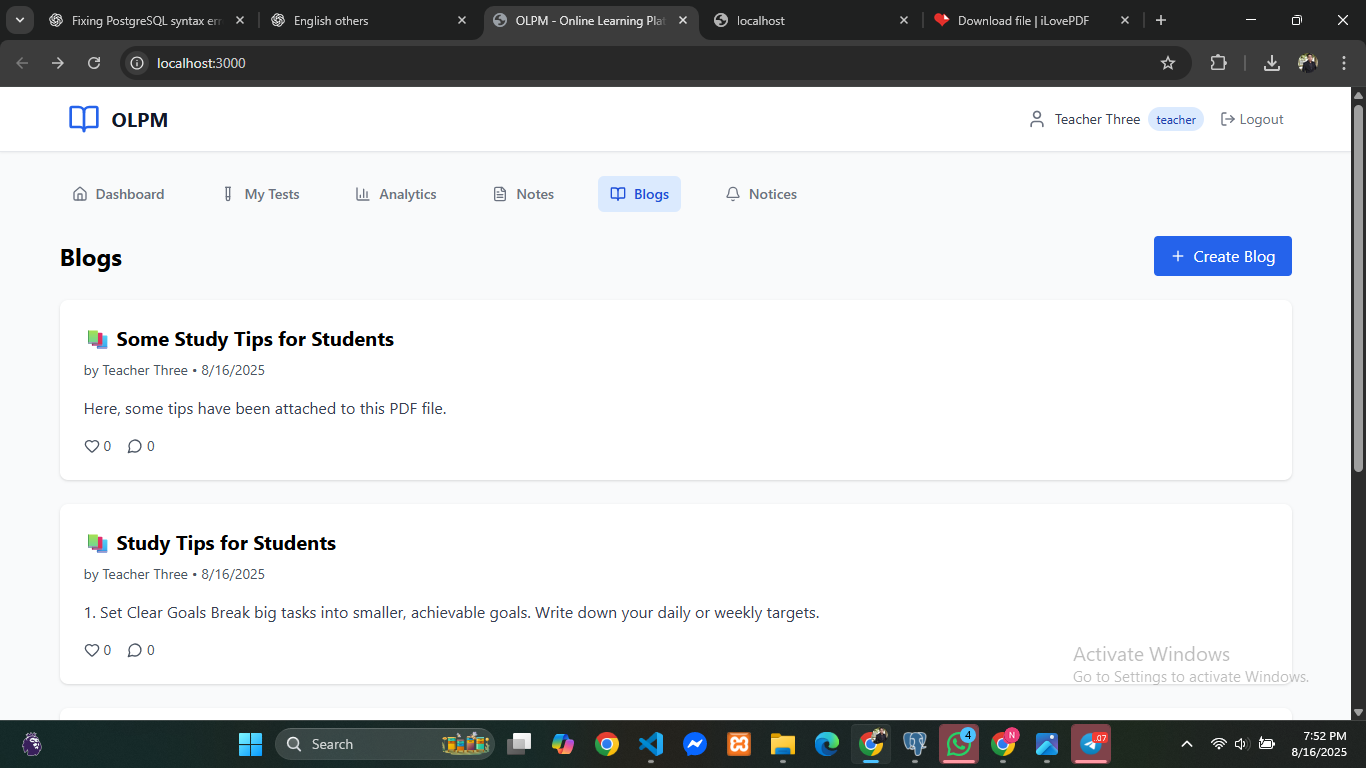 Fixing PostgreSQL syntax err
English others
OLPM - Online Learning Plat
localhost
Download file | iLovePDF
localhost:3000
OLPM
Teacher Three
teacher
Logout
Dashboard
My Tests
Analytics
Notes
Blogs
Notices
Blogs
+ Create Blog
Some Study Tips for Students
by Teacher Three • 8/16/2025
Here, some tips have been attached to this PDF file.
0
0
Study Tips for Students
by Teacher Three • 8/16/2025
1. Set Clear Goals Break big tasks into smaller, achievable goals. Write down your daily or weekly targets.
0
0
Activate Windows
Go to Settings to activate Windows.
Search
4
N
.07
7:52 PM
8/16/2025